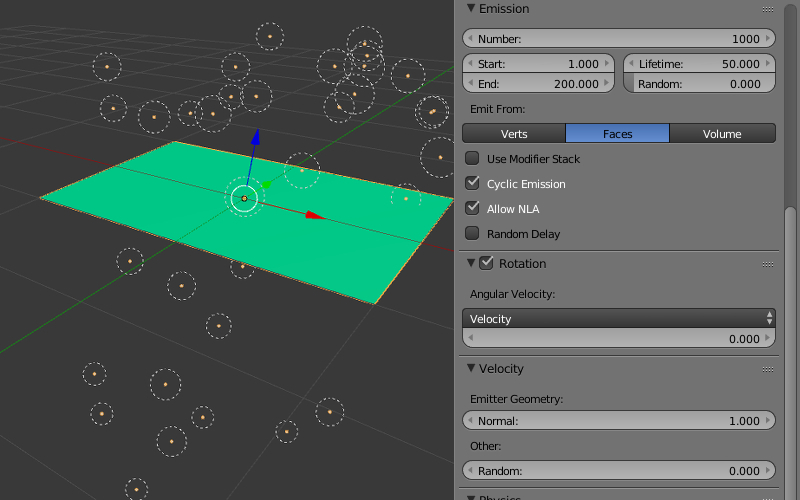 Emission
Number: 1000
Start: 1.000 Lifetime: 50.000
End: 200.000 Random: 0.000
Emit From:
Verts Faces Volume
Use Modifier Stack
Cyclic Emission
Allow NLA
Random Delay
Rotation
Angular Velocity:
Velocity
0.000
Velocity
Emitter Geometry:
Normal: 1.000
Other:
Random: 0.000
Physics